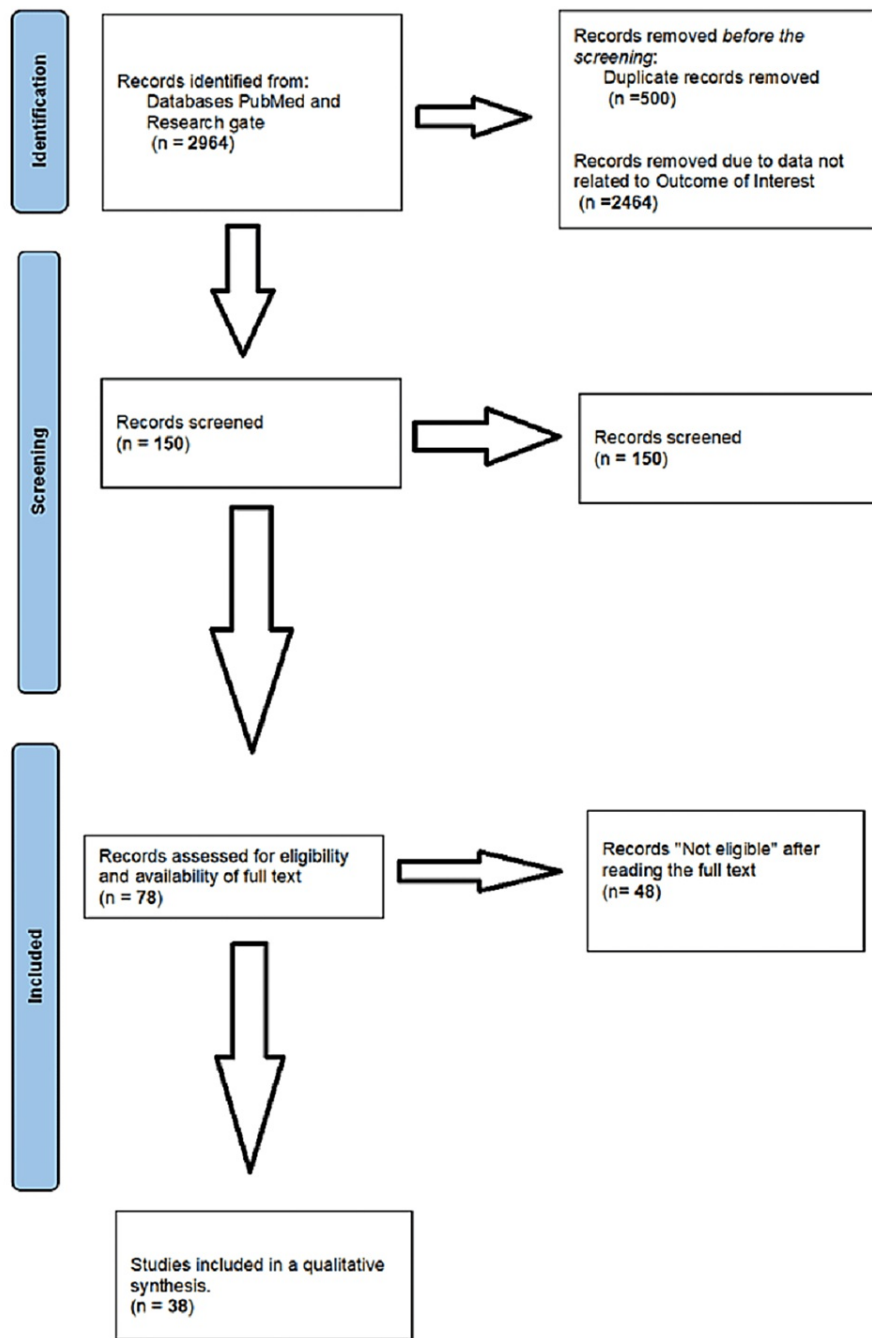 Identification
Records identified from:
Databases PubMed and
Research gate
(n = 2964)
Records removed before the
screening:
Duplicate records removed
(n =500)
Records removed due to data not
related to Outcome of Interest
(n =2464)
Screening
Records screened
(n = 150)
Records screened
(n = 150)
Included
Records assessed for eligibility
and availability of full text
(n = 78)
Records "Not eligible" after
reading the full text
(n= 48)
Studies included in a qualitative
synthesis.
(n = 38)